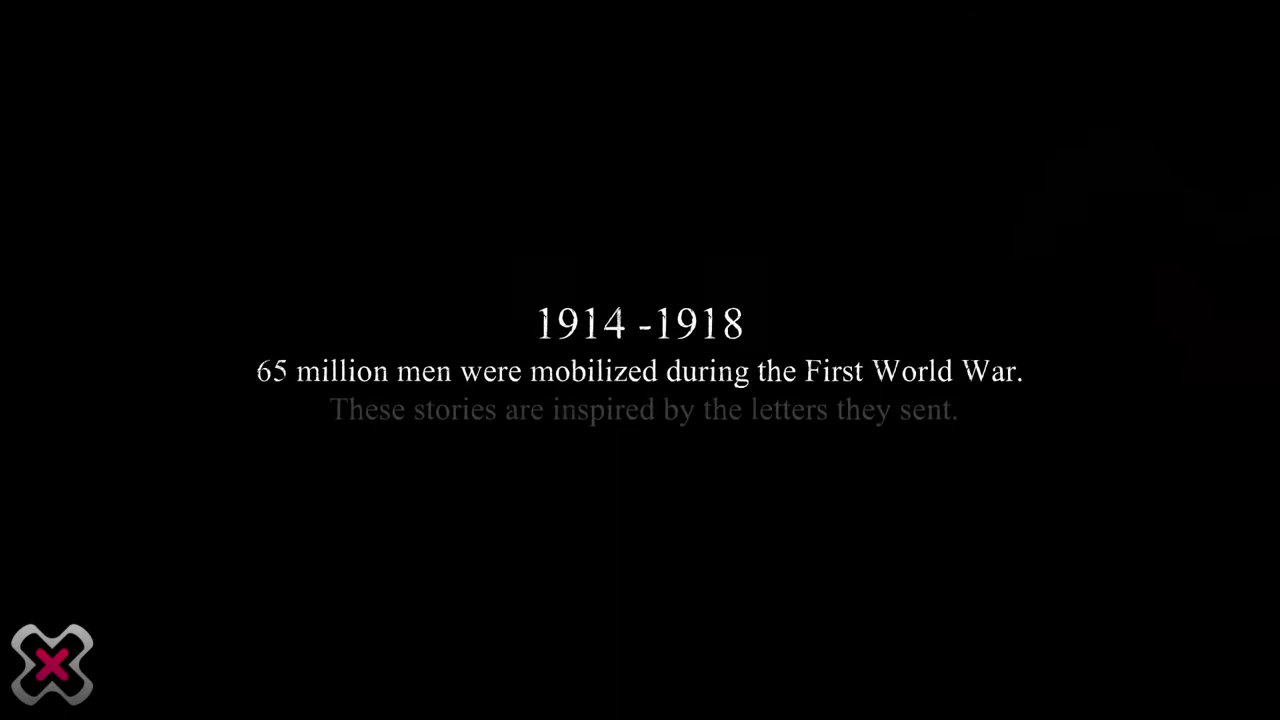 1914 -1918
65 million men were mobilized during the First World War.
These stories are inspired by the letters they sent.